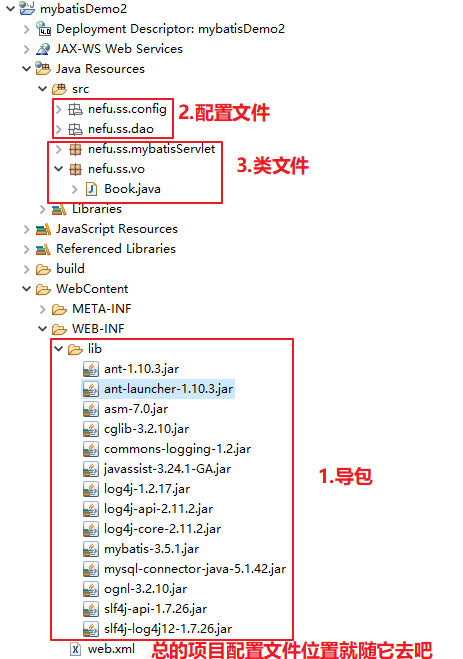 mybatisDemo2
Deployment Descriptor: mybatisDemo2
JAX-WS Web Services
Java Resources
src
nefu.ss.config
2.配置文件
nefu.ss.dao
nefu.ss.mybatisServlet
3.类文件
nefu.ss.vo
Book.java
Libraries
JavaScript Resources
Referenced Libraries
build
WebContent
META-INF
WEB-INF
lib
ant-1.10.3.jar
ant-launcher-1.10.3.jar
asm-7.0.jar
cglib-3.2.10.jar
commons-logging-1.2.jar
javassist-3.24.1-GA.jar
1.导包
log4j-1.2.17.jar
log4j-api-2.11.2.jar
log4j-core-2.11.2.jar
mybatis-3.5.1.jar
mysql-connector-java-5.1.42.jar
ognl-3.2.10.jar
slf4j-api-1.7.26.jar
slf4j-log4j12-1.7.26.jar
web.xml 总的项目配置文件位置就随它去吧